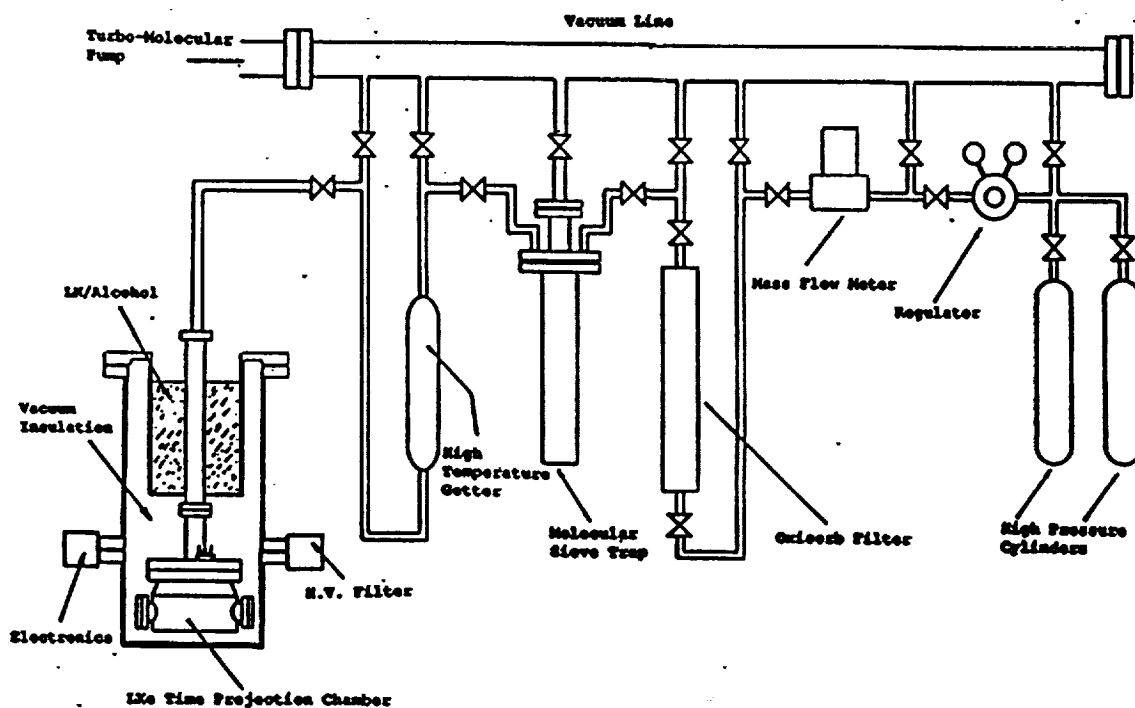 Vacuum Line
Turbo-Molecular
Pump
Mass Flow Meter
Regulator
LN/Alcohol
Vacuum
Insulation
High
Temperature
Getter
Molecular
Sieve Trap
Oxisorb Filter
High Pressure
Cylinders
H.V. Filter
Electronics
LXe Time Projection Chamber